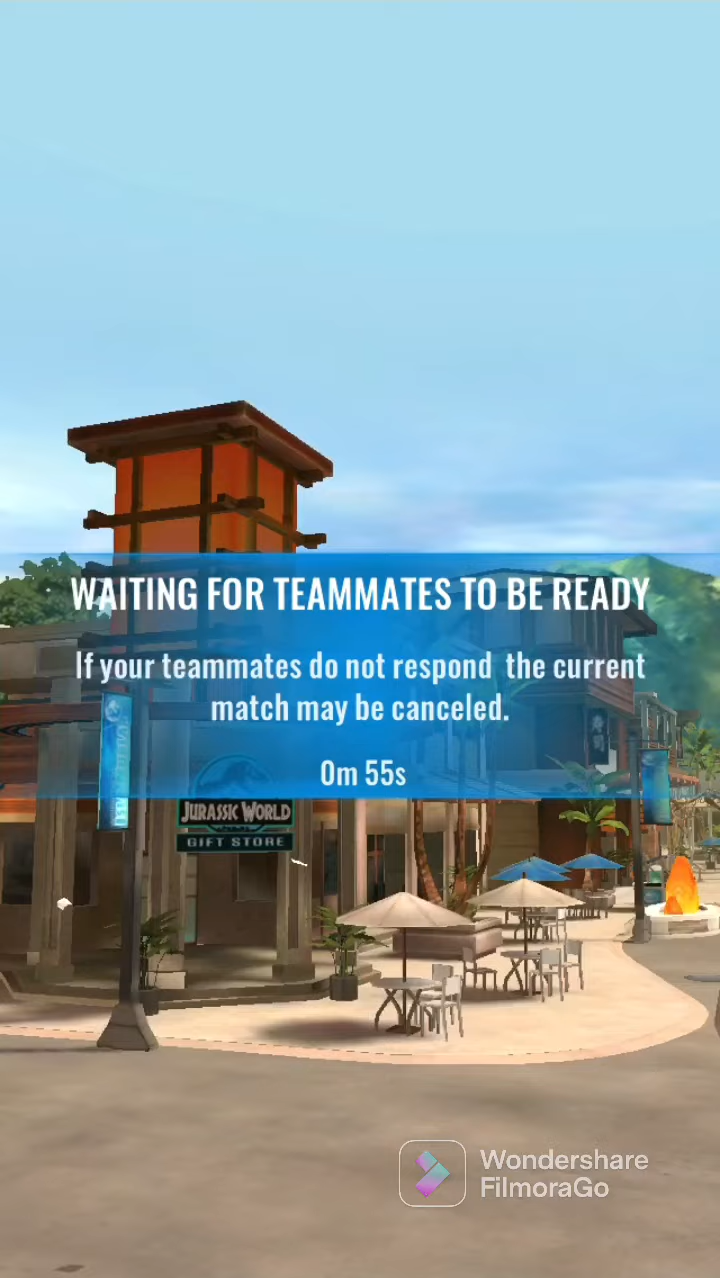 WAITING FOR TEAMMATES TO BE READY
If your teammates do not respond the current
match may be canceled.
0m 55s
JURASSIC WORLD
GIFT STORE
Wondershare
FilmoraGo